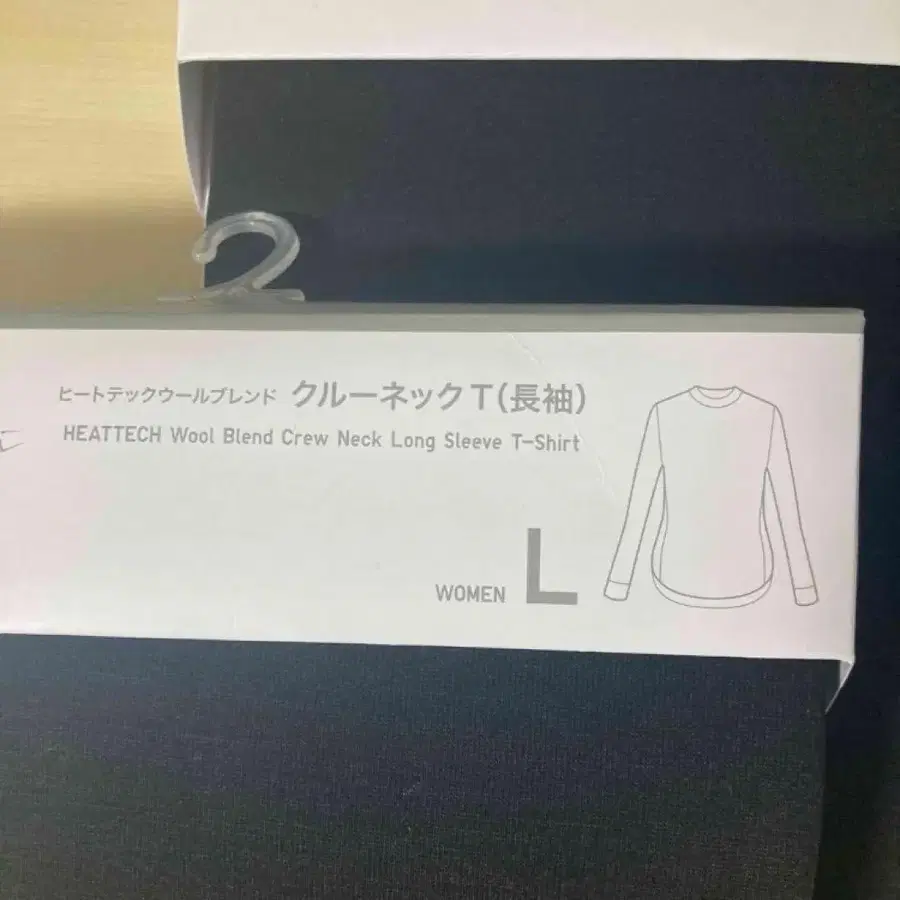 ヒートテックウールブレンド クルーネックT(長袖)
HEATTECH Wool Blend Crew Neck Long Sleeve T-Shirt
WOMEN L